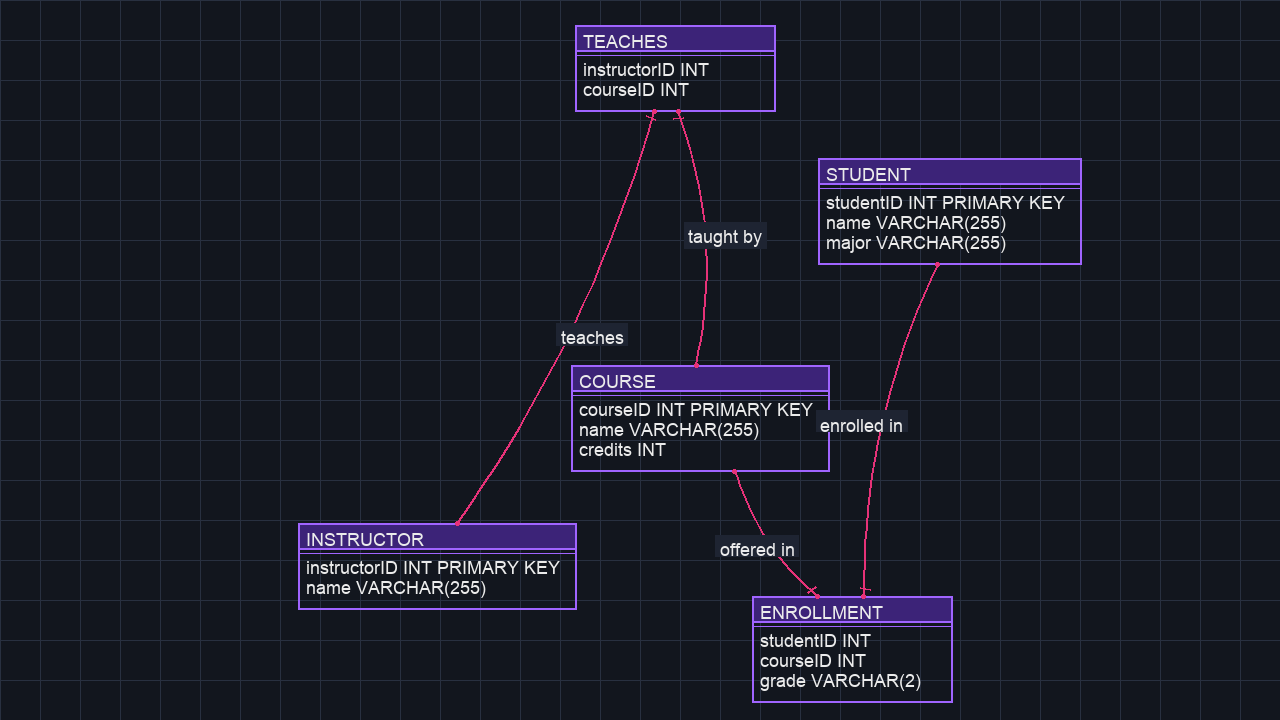 TEACHES
instructorID INT
courseID INT
STUDENT
studentID INT PRIMARY KEY
name VARCHAR(255)
major VARCHAR(255)
taught by
teaches
COURSE
courseID INT PRIMARY KEY
name VARCHAR(255)
credits INT
enrolled in
INSTRUCTOR
instructorID INT PRIMARY KEY
name VARCHAR(255)
offered in
ENROLLMENT
studentID INT
courseID INT
grade VARCHAR(2)